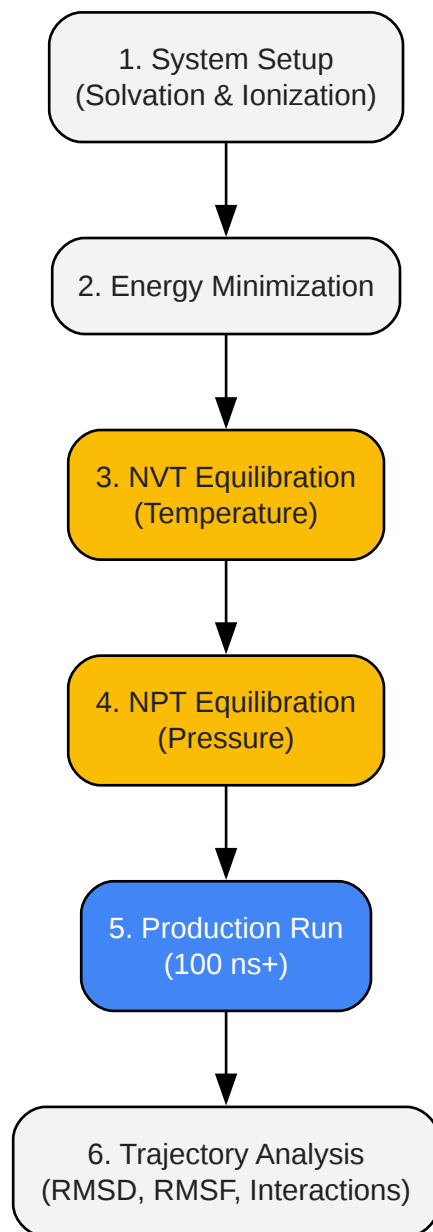 1. System Setup
(Solvation & Ionization)
2. Energy Minimization
3. NVT Equilibration
(Temperature)
4. NPT Equilibration
(Pressure)
5. Production Run
(100 ns+)
6. Trajectory Analysis
(RMSD, RMSF, Interactions)